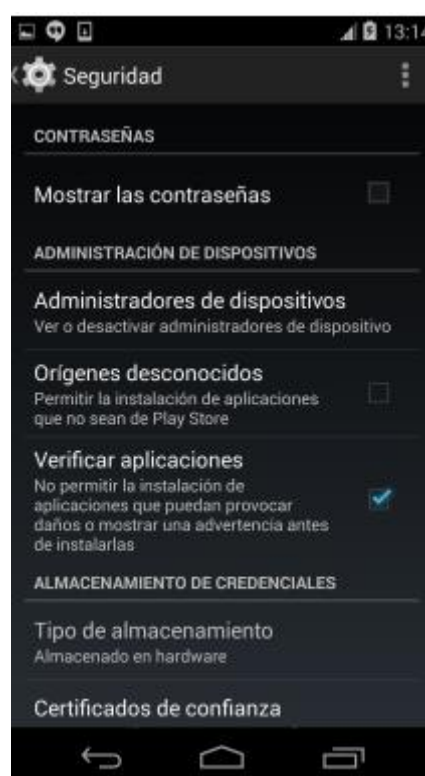 13:14
Seguridad
CONTRASEÑAS
Mostrar las contraseñas
ADMINISTRACIÓN DE DISPOSITIVOS
Administradores de dispositivos
Ver o desactivar administradores de dispositivo
Orígenes desconocidos
Permitir la instalación de aplicaciones
que no sean de Play Store
Verificar aplicaciones
No permitir la instalación de
aplicaciones que puedan provocar
daños o mostrar una advertencia antes
de instalarlas
ALMACENAMIENTO DE CREDENCIALES
Tipo de almacenamiento
Almacenado en hardware
Certificados de confianza